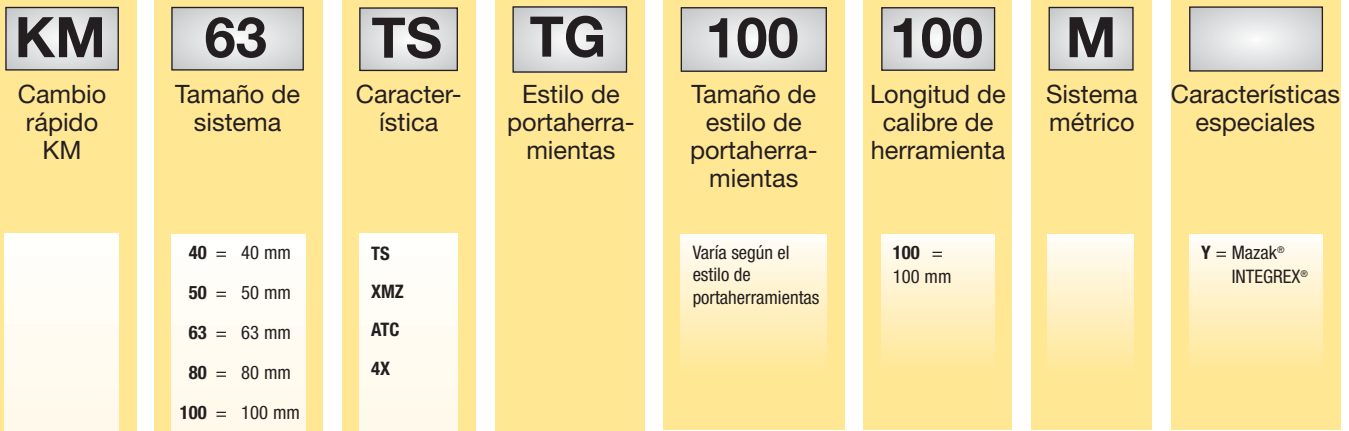 KM
Cambio
rápido
KM
63
Tamaño de
sistema
40 = 40 mm
50 = 50 mm
63 = 63 mm
80 = 80 mm
100 = 100 mm
TS
Caracter-
ística
TS
XMZ
ATC
4X
TG
Estilo de
portaherra-
mientas
100
Tamaño de
estilo de
portaherra-
mientas
Varía según el
estilo de
portaherramientas
100
Longitud de
calibre de
herramienta
100 =
100 mm
M
Sistema
métrico
Características
especiales
Y = Mazak®
INTEGREX®